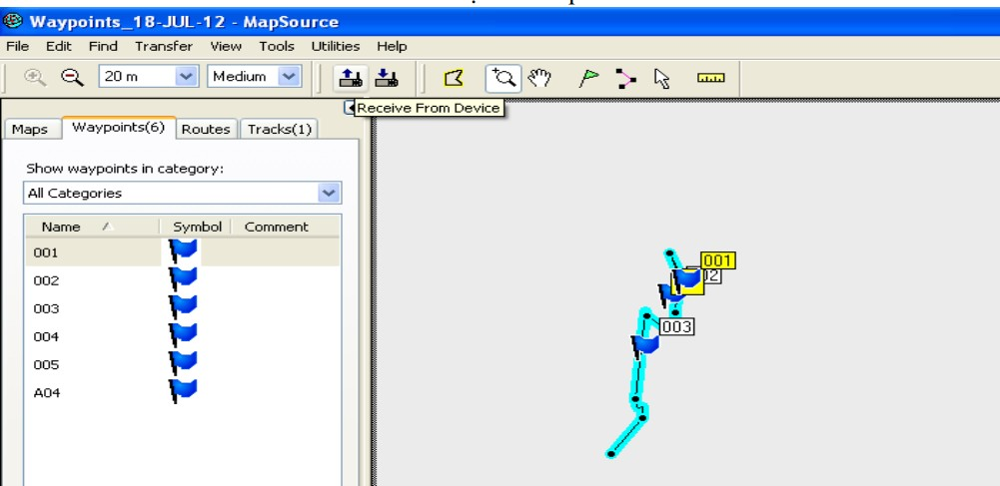 Waypoints_18-JUL-12 - MapSource
File Edit Find Transfer View Tools Utilities Help
20 m Medium
Receive From Device
Maps Waypoints(6) Routes Tracks(1)
Show waypoints in category:
All Categories
Name Symbol Comment
001
002
003
004
005
A04
001
003